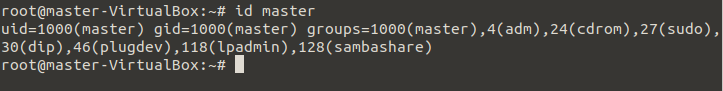 root@master-VirtualBox:~# id master
uid=1000(master) gid=1000(master) groups=1000(master),4(adm),24(cdrom),27(sudo),
30(dip),46(plugdev),118(lpadmin),128(sambashare)
root@master-VirtualBox:~#